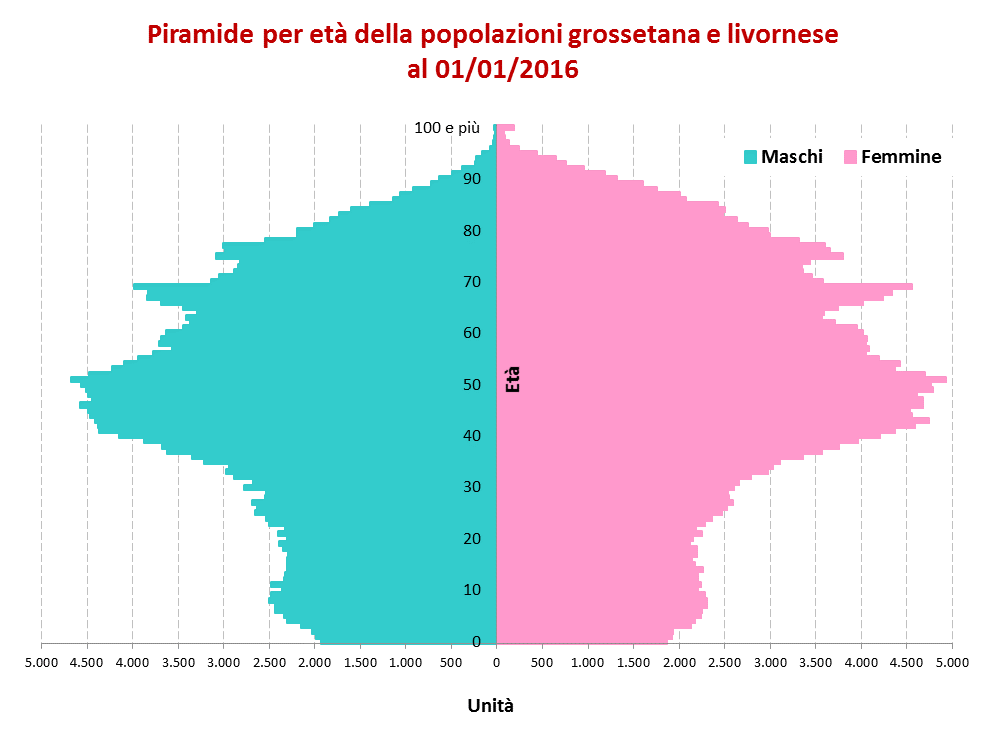 Piramide per età della popolazioni grossetana e livornese
al 01/01/2016
100 e più
Maschi Femmine
90
80
70
60
Età
50
40
30
20
10
0
5.000 4.500 4.000 3.500 3.000 2.500 2.000 1.500 1.000 500 0 500 1.000 1.500 2.000 2.500 3.000 3.500 4.000 4.500 5.000
Unità